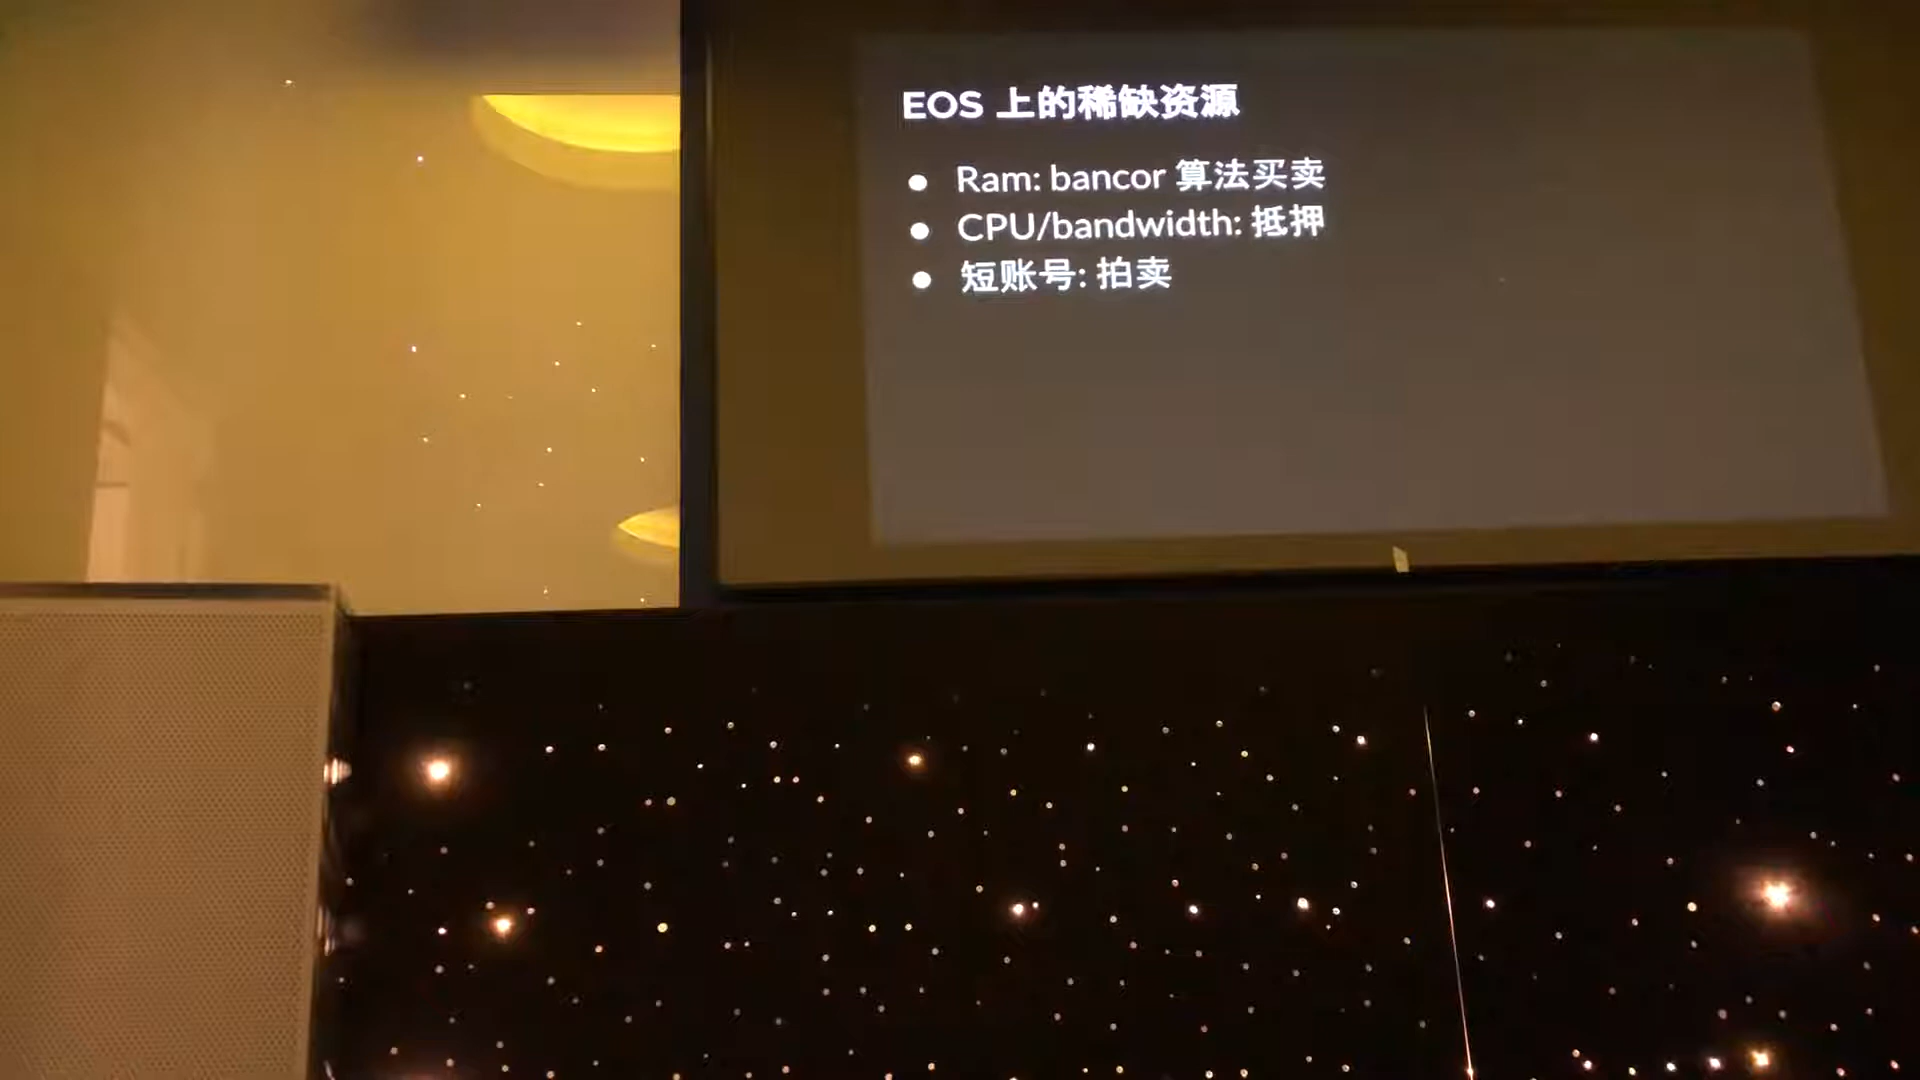 EOS 上的稀缺资源
● Ram: bancor 算法买卖
● CPU/bandwidth: 抵押
● 短账号: 拍卖